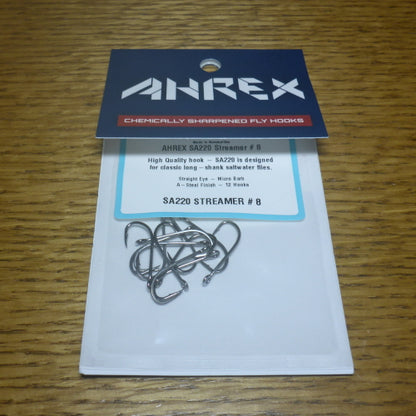 AHREX
CHEMICALLY SHARPENED FLY HOOKS
AHREX SA220 Streamer # 8
High Quality hook – SA220 is designed
for classic long – shank saltwater flies.
Straight Eye – Micro Barb
A-Steel Finish – 12 Hooks
SA220 STREAMER # 8